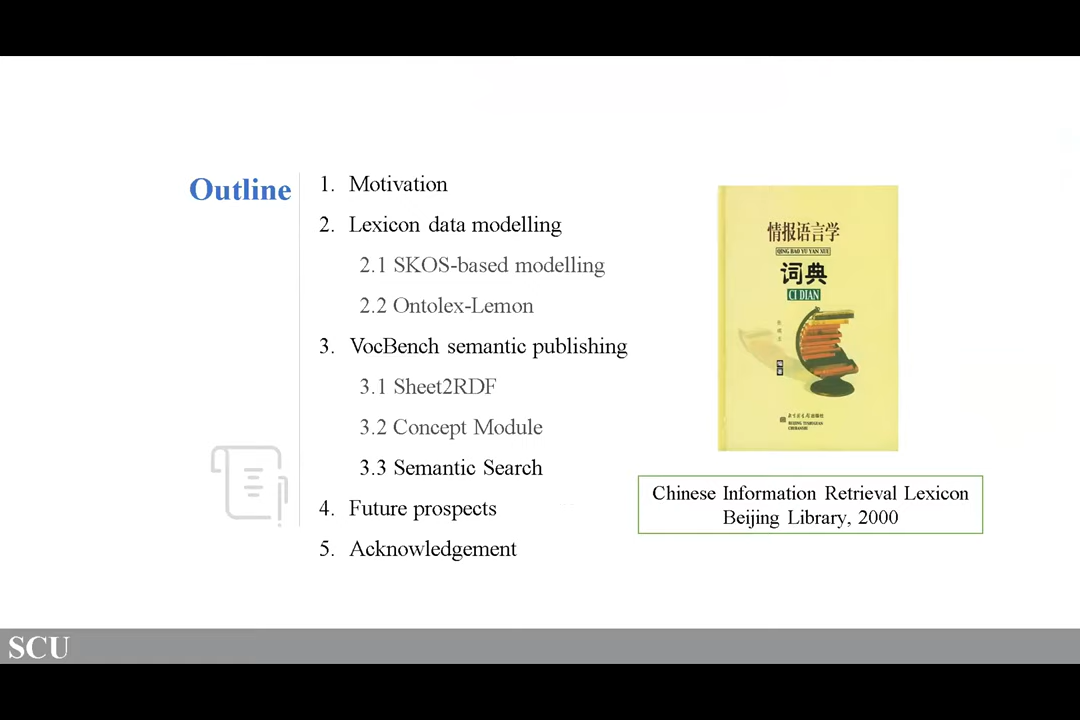 Outline
1. Motivation
2. Lexicon data modelling
2.1 SKOS-based modelling
2.2 Ontolex-Lemon
3. VocBench semantic publishing
3.1 Sheet2RDF
3.2 Concept Module
3.3 Semantic Search
4. Future prospects
5. Acknowledgement
情报语言学
QING BAO YU YAN XUE
词典
CI DIAN
编著
Chinese Information Retrieval Lexicon
Beijing Library, 2000
SCU